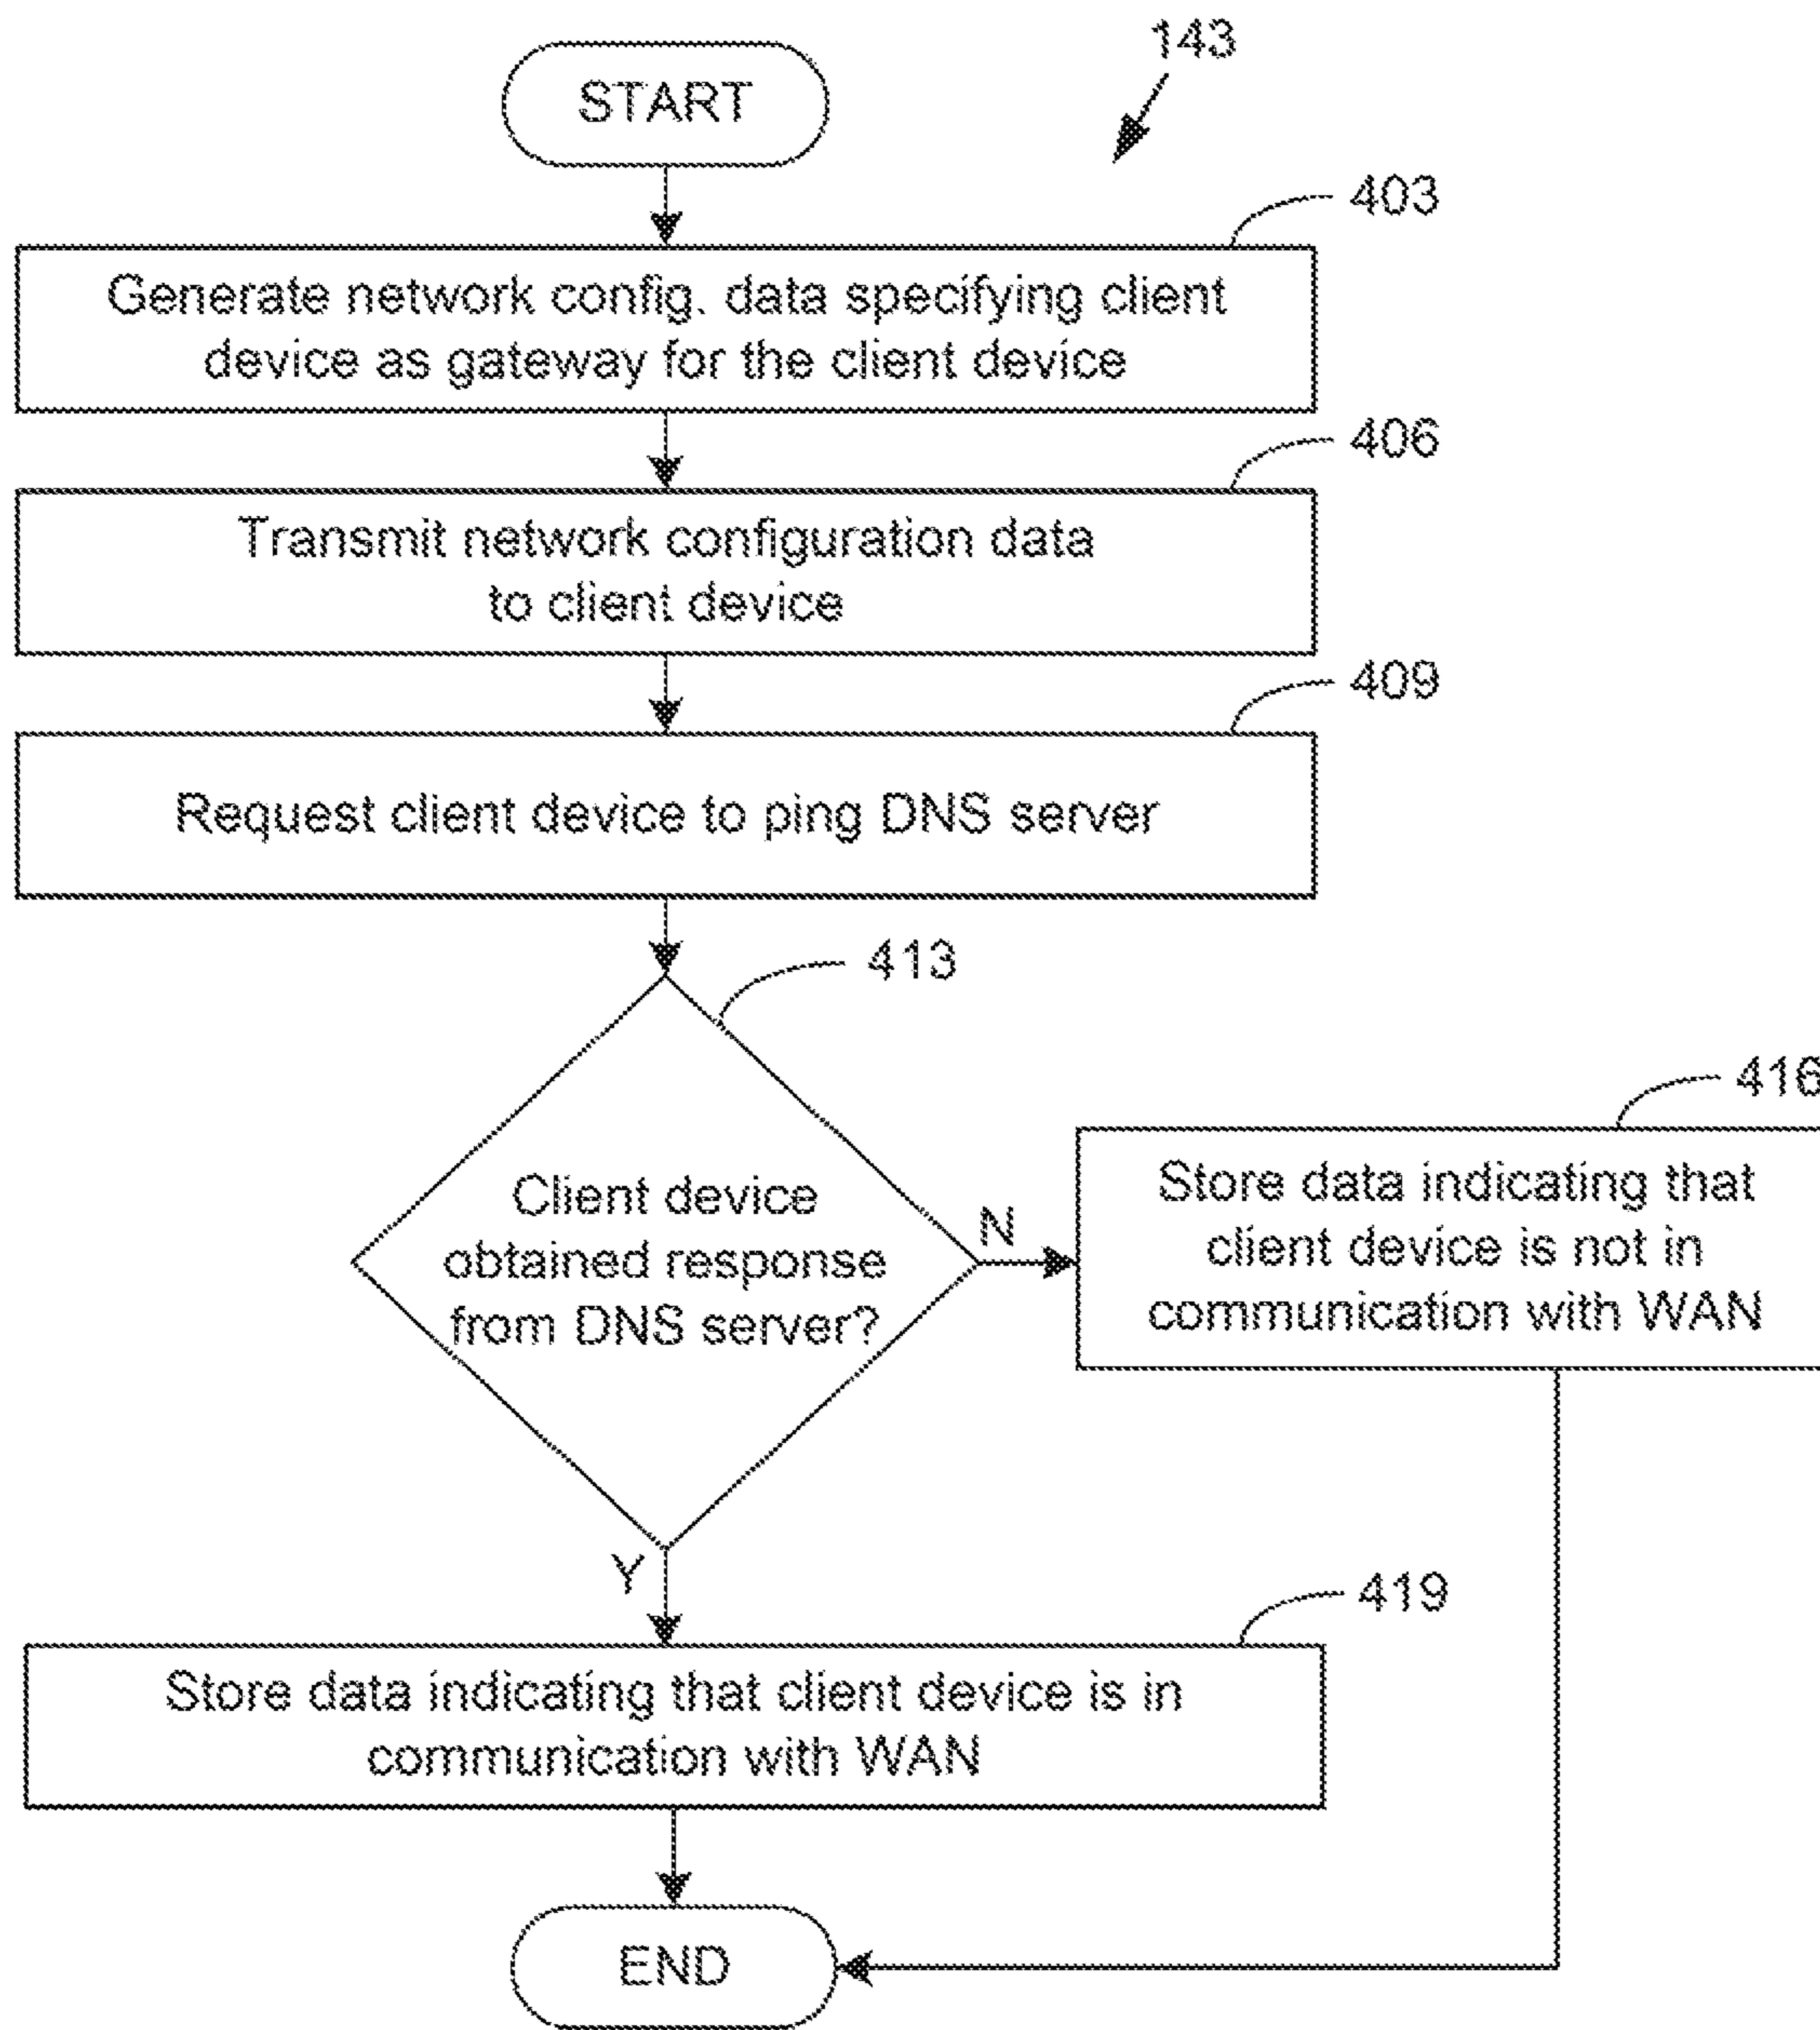 143
START
403
Generate network config. data specifying client
device as gateway for the client device
406
Transmit network configuration data
to client device
409
Request client device to ping DNS server
413
Client device
obtained response
from DNS server?
N
416
Store data indicating that
client device is not in
communication with WAN
Y
419
Store data indicating that client device is in
communication with WAN
END